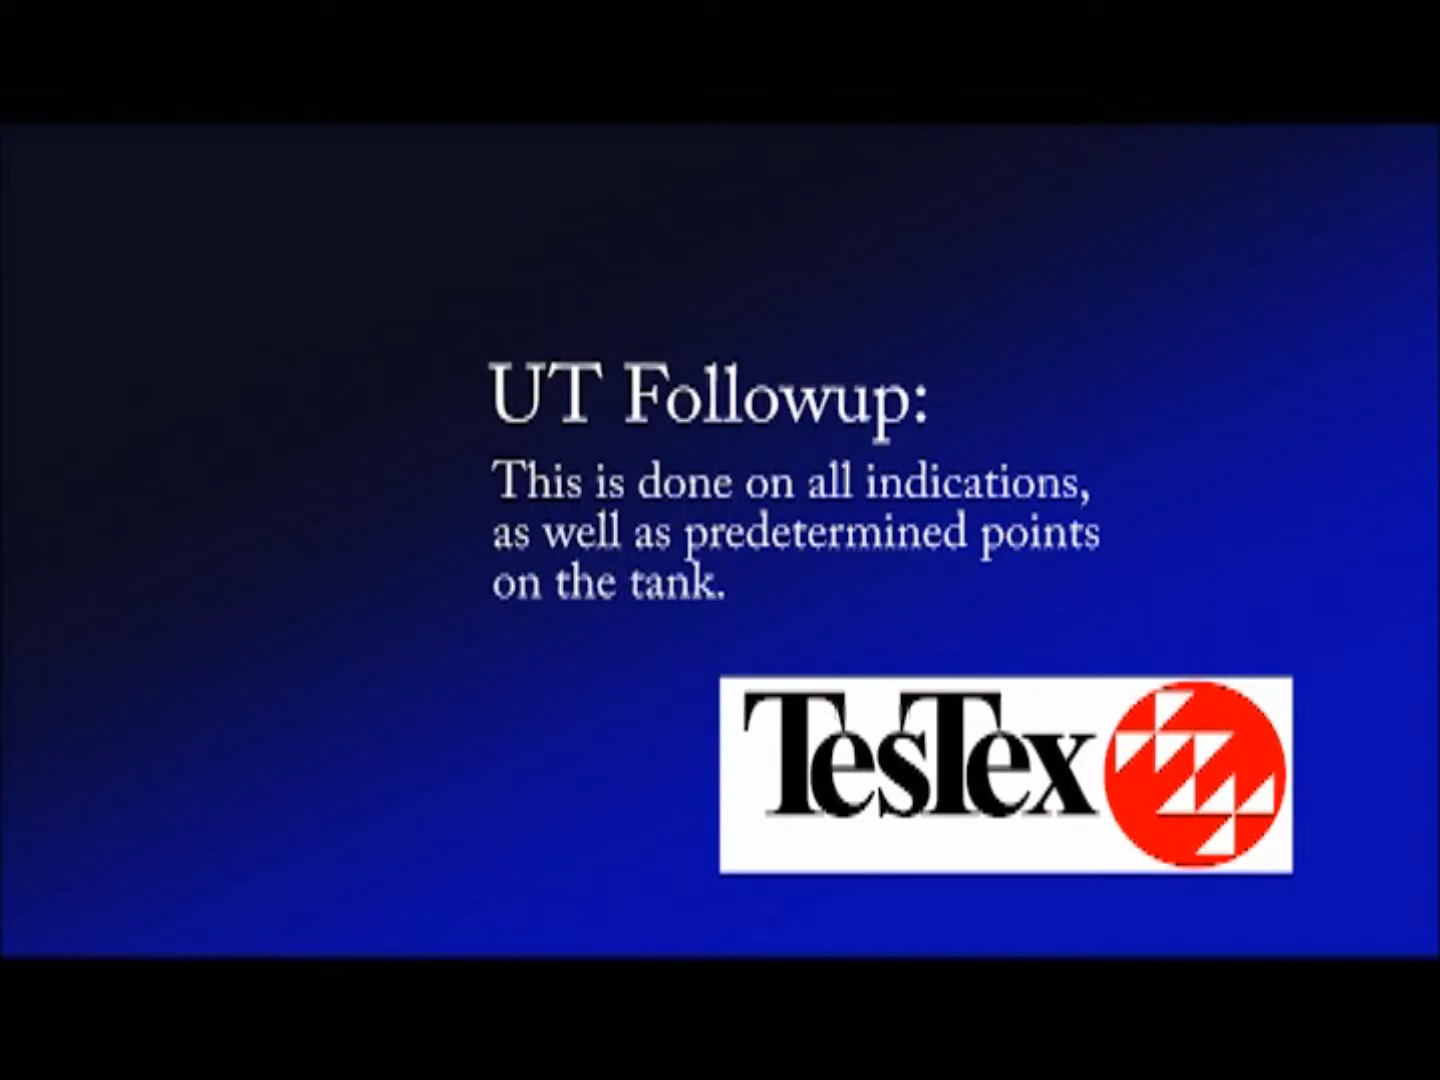 UT Followup:
This is done on all indications,
as well as predetermined points
on the tank.
TesTex